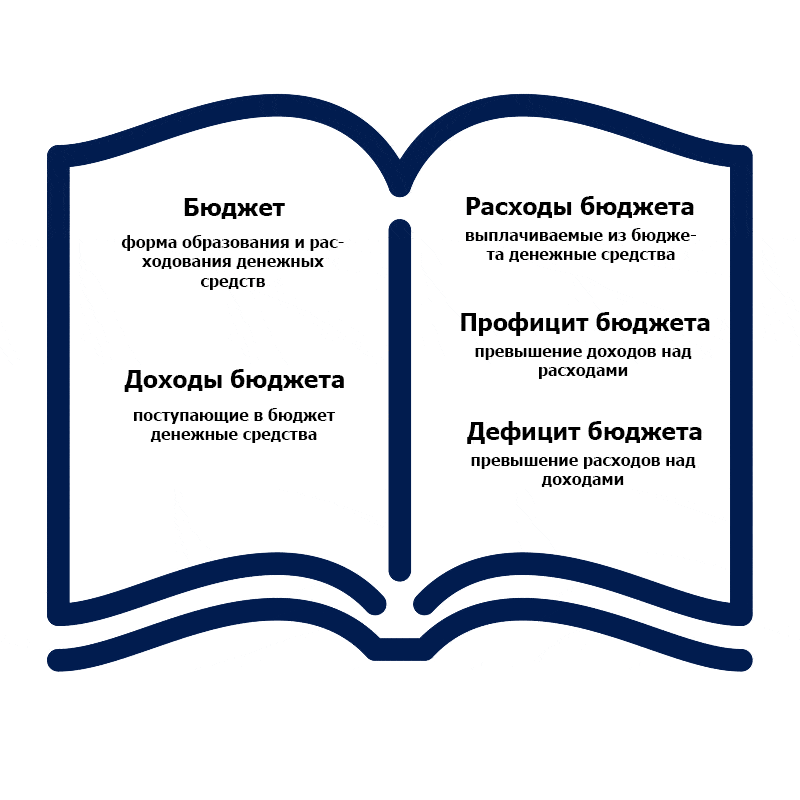 Бюджет
форма образования и рас-
ходования денежных
средств
Доходы бюджета
поступающие в бюджет
денежные средства
Расходы бюджета
выплачиваемые из бюдже-
та денежные средства
Профицит бюджета
превышение доходов над
расходами
Дефицит бюджета
превышение расходов над
доходами